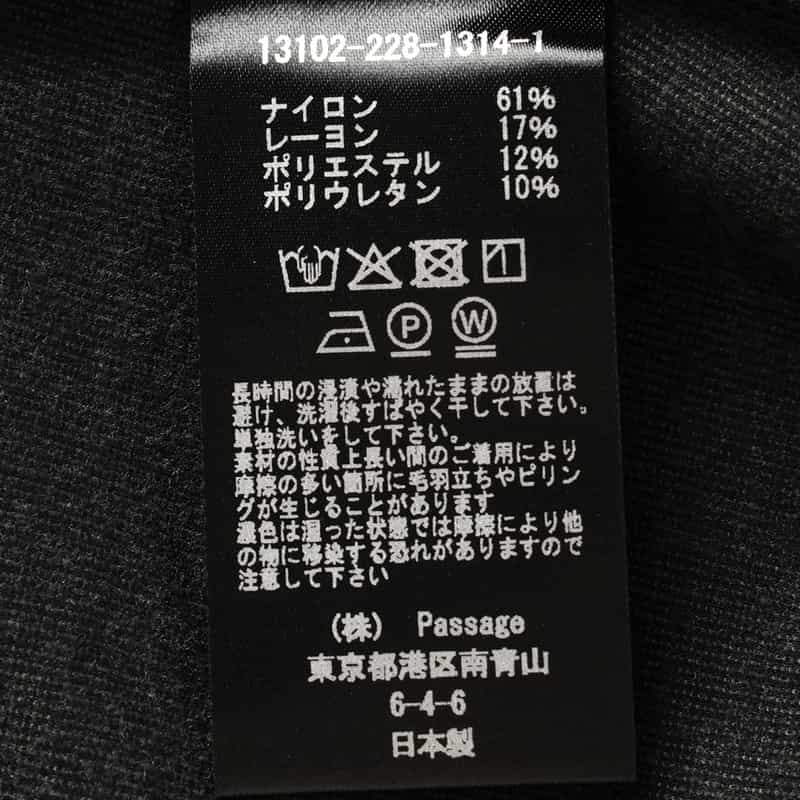 13102-228-1314-1
ナイロン 61%
レーヨン 17%
ポリエステル 12%
ポリウレタン 10%
P W
長時間の浸漬や濡れたままの放置は
避け、洗濯後すばやく干して下さい。
単独洗いをして下さい。
素材の性質上長い間のご着用により
摩擦の多い箇所に毛羽立ちやピリン
グが生じることがあります
濃色は湿った状態では摩擦により他
の物に移染する恐れがありますので
注意して下さい
(株) Passage
東京都港区南青山
6-4-6
日本製